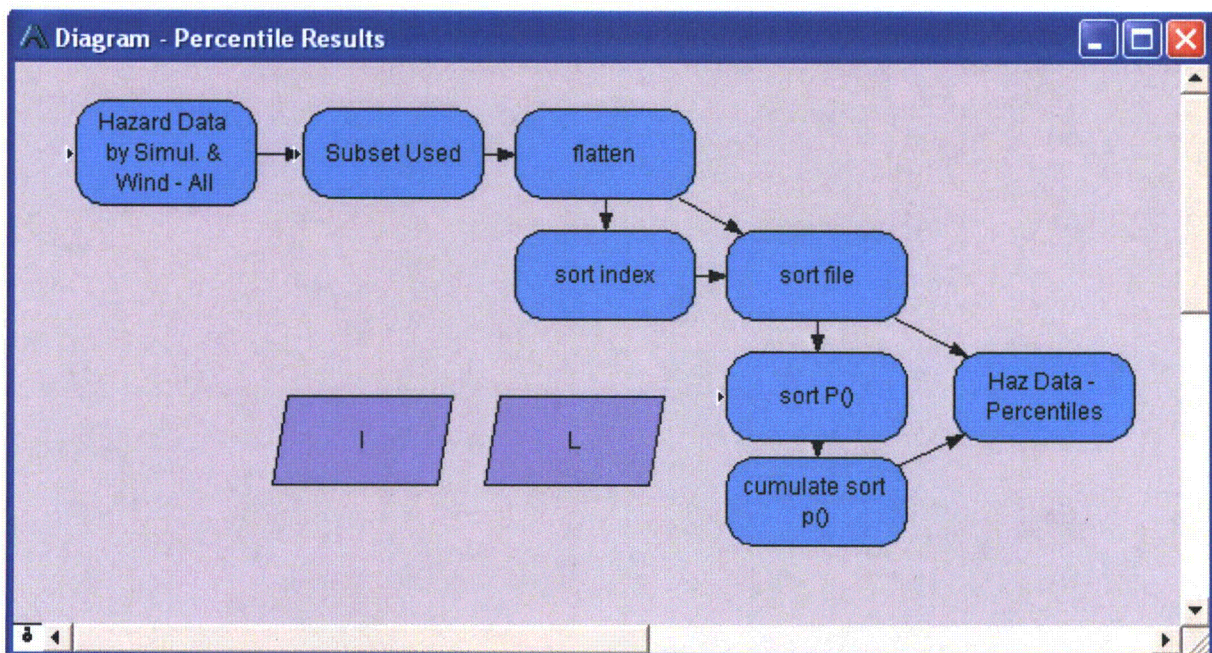 Diagram - Percentile Results
Hazard Data
by Simul. &
Wind - All
Subset Used
flatten
sort index
sort file
sort P()
Haz Data -
Percentiles
I
L
cumulate sort
p()